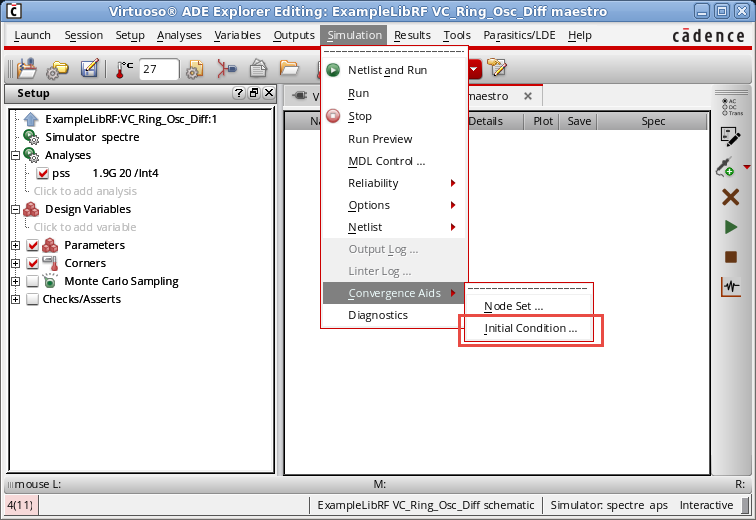 Virtuoso® ADE Explorer Editing: ExampleLibRF VC_Ring_Osc_Diff maestro
Launch Session Setup Analyses Variables Outputs Simulation Results Tools Parasitics/LDE Help
cādence
27
Setup
maestro
Details Plot Save Spec
ExampleLibRF:VC_Ring_Osc_Diff:1
Simulator spectre
Analyses
pss 1.9G 20 /Int4
Click to add analysis
Design Variables
Click to add variable
Parameters
Corners
Monte Carlo Sampling
Checks/Asserts
Netlist and Run
Run
Stop
Run Preview
MDL Control ...
Reliability
Options
Netlist
Output Log ...
Linter Log ...
Convergence Aids
Diagnostics
Node Set ...
Initial Condition ...
AC
DC
Trans
mouse L: M: R:
4(11) ExampleLibRF VC_Ring_Osc_Diff schematic Simulator: spectre aps Interactive